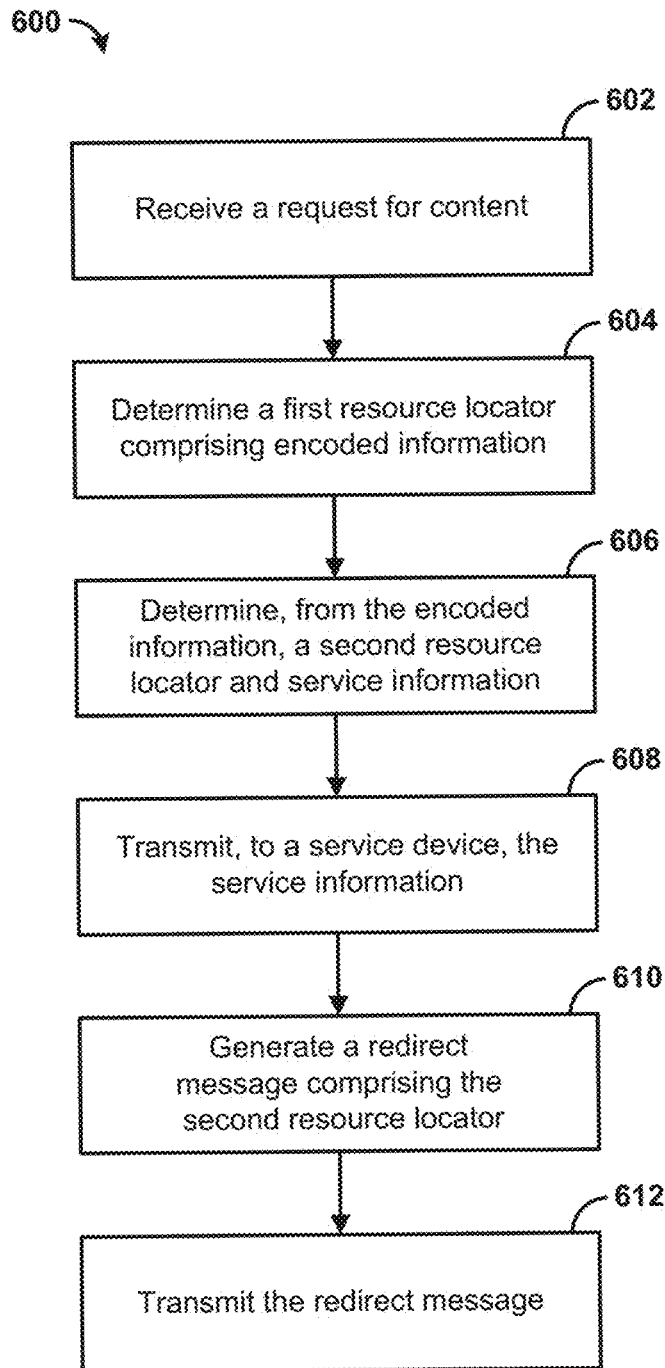 600
602
Receive a request for content
604
Determine a first resource locator
comprising encoded information
606
Determine, from the encoded
information, a second resource
locator and service information
608
Transmit, to a service device, the
service information
610
Generate a redirect
message comprising the
second resource locator
612
Transmit the redirect message